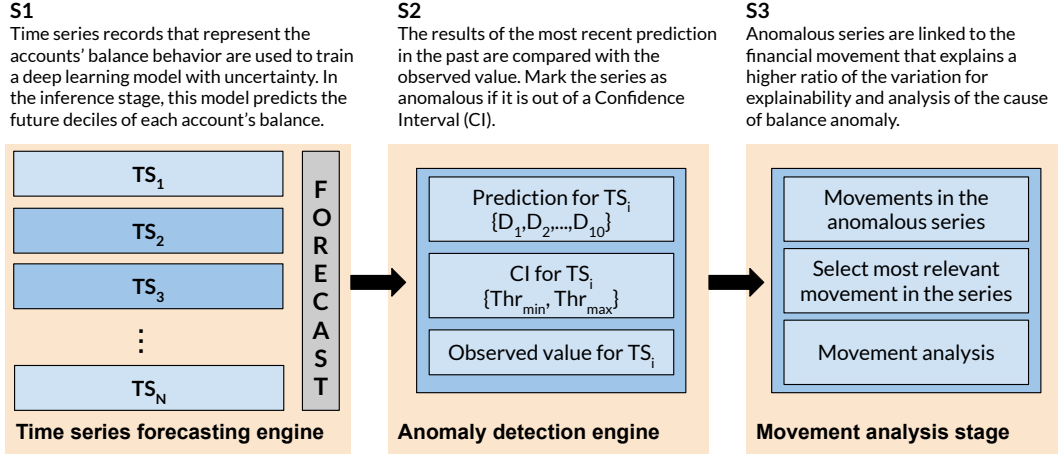 S1
Time series records that represent the
accounts' balance behavior are used to train
a deep learning model with uncertainty. In
the inference stage, this model predicts the
future deciles of each account's balance.
TS1
TS2
TS3
⋮
TSN
FORECAST
Time series forecasting engine
S2
The results of the most recent prediction
in the past are compared with the
observed value. Mark the series as
anomalous if it is out of a Confidence
Interval (CI).
Prediction for TSi
{D1,D2,...,D10}
CI for TSi
{Thrmin, Thrmax}
Observed value for TSi
Anomaly detection engine
S3
Anomalous series are linked to the
financial movement that explains a
higher ratio of the variation for
explainability and analysis of the cause
of balance anomaly.
Movements in the
anomalous series
Select most relevant
movement in the series
Movement analysis
Movement analysis stage